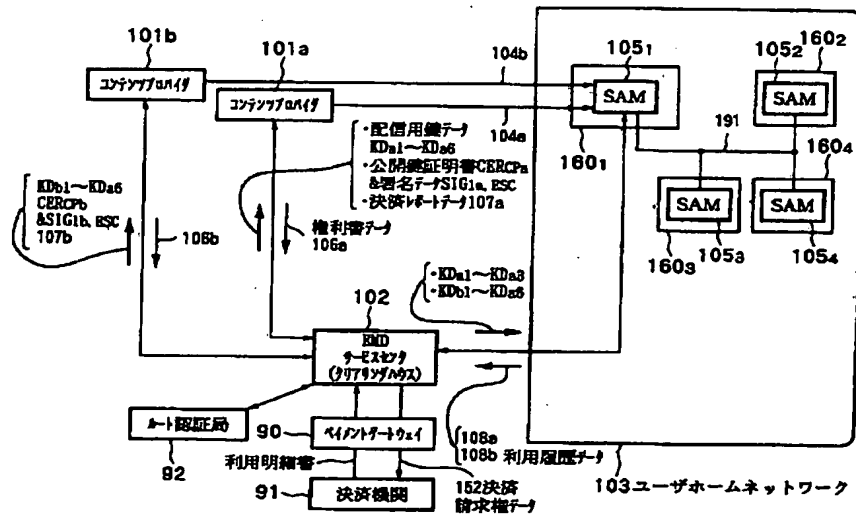 101b
101a
コンテンツプロバイダ
コンテンツプロバイダ
104b
104a
105₁
SAM
160₁
105₂
160₂
SAM
191
160₄
SAM
160₃
105₃
SAM
105₄
・配信用鍵データ
KDa1～KDa6
・公開鍵証明書CERCPa
&署名データSIG1a,ESC
・決済レポートデータ107a
KDb1～KDa6
CERCPb
&SIG1b,ESC
107b
106b
権利書データ
106a
・KDa1～KDa3
・KDb1～KDa6
102
EMD
サービスセンタ
(クリアリングハウス)
ルート認証局
92
90
ペイメントゲートウェイ
利用明細書
91
決済機関
152決済
請求権データ
108a
108b 利用履歴データ
103ユーザホームネットワーク